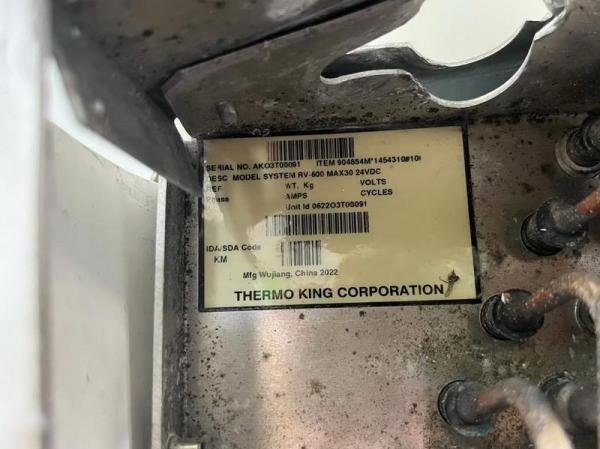 SERIAL NO. AKO3T00091 ITEM 904854M*1454310#10
DESC MODEL SYSTEM RV-600 MAX30 24VDC
REF WT. Kg VOLTS
Phase AMPS CYCLES
Unit Id 0622O3T00091
IDA/SDA Code
KM
Mfg Wujiang, China 2022
THERMO KING CORPORATION